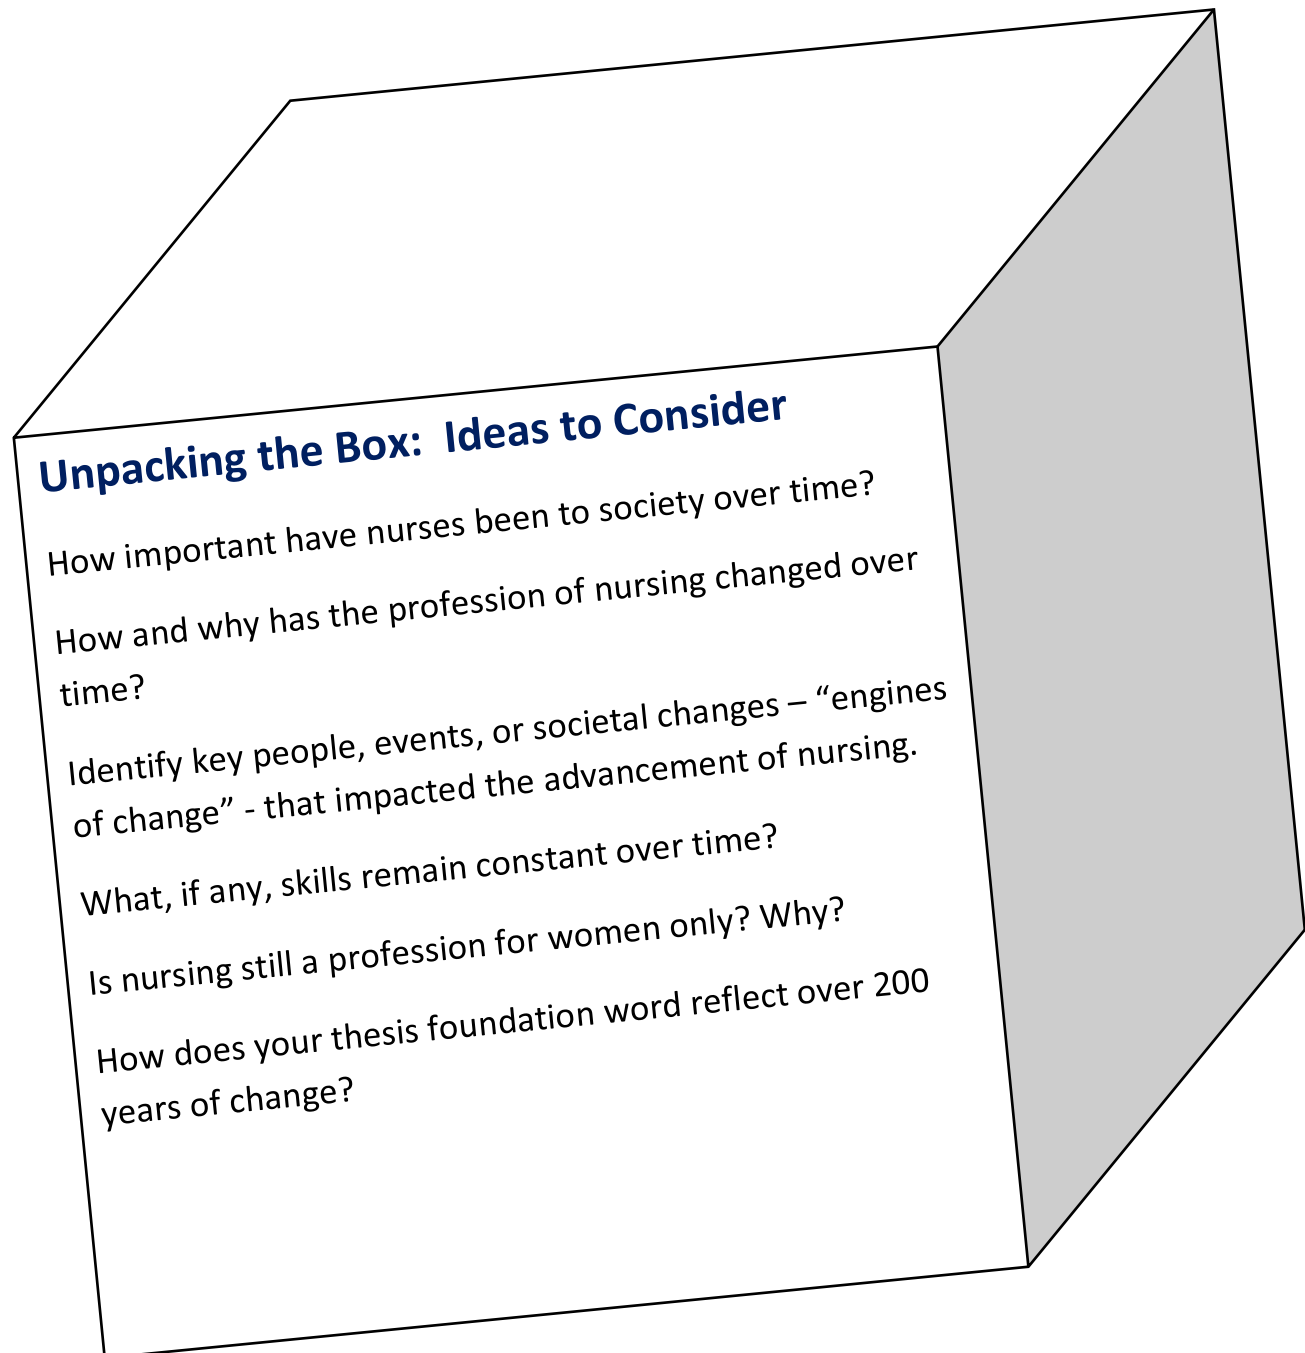 Unpacking the Box:  Ideas to Consider
How important have nurses been to society over time?
How and why has the profession of nursing changed over
time?
Identify key people, events, or societal changes – “engines
of change” - that impacted the advancement of nursing.
What, if any, skills remain constant over time?
Is nursing still a profession for women only? Why?
How does your thesis foundation word reflect over 200
years of change?